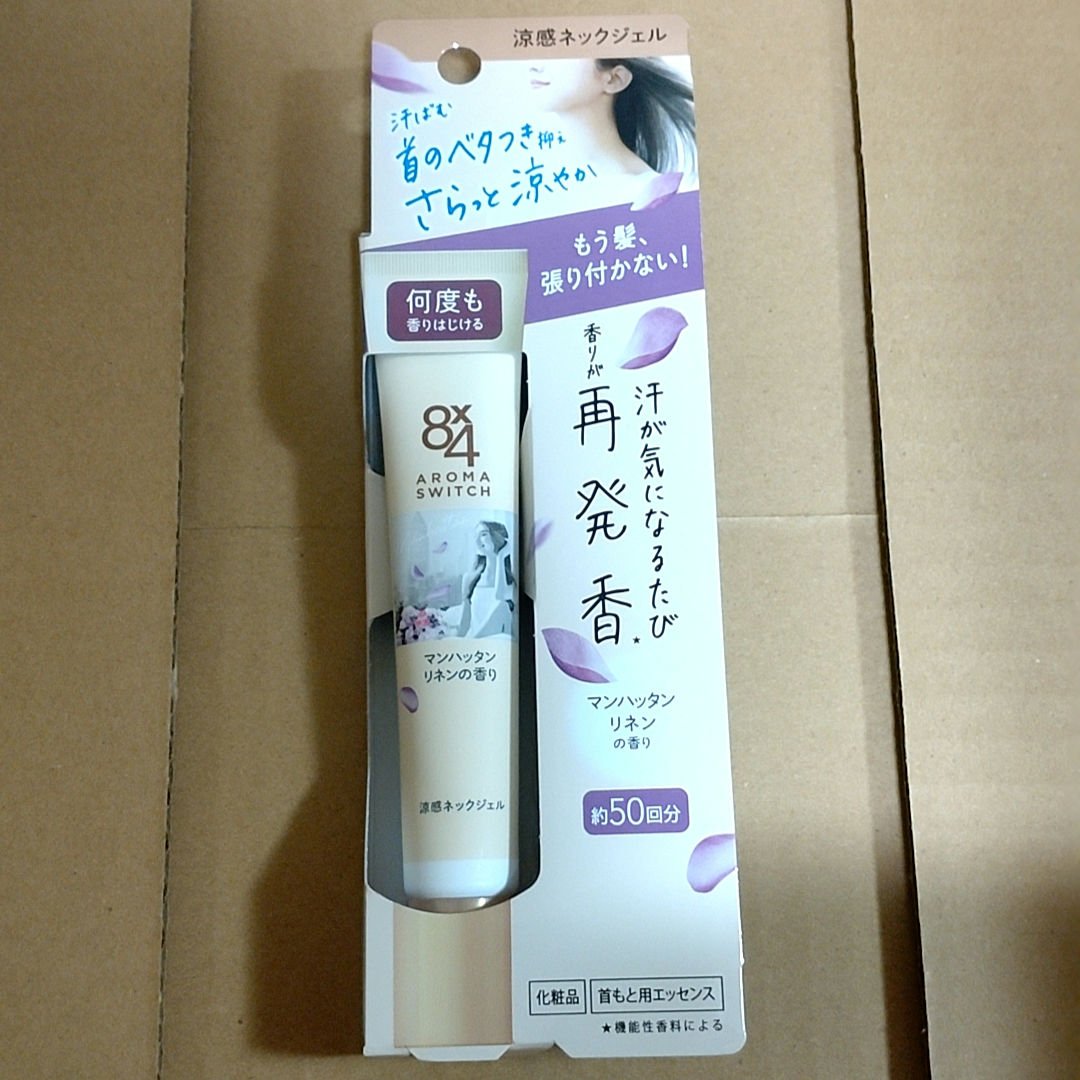 涼感ネックジェル
汗ばむ
首のベタつき抑え
さらっと涼やか
もう髪、
張り付かない!
何度も
香りはじける
汗が気になるたび
香りが
再発香★
8x4
AROMA
SWITCH
マンハッタン
リネンの香り
涼感ネックジェル
マンハッタン
リネン
の香り
約50回分
化粧品
首もと用エッセンス
★機能性香料による